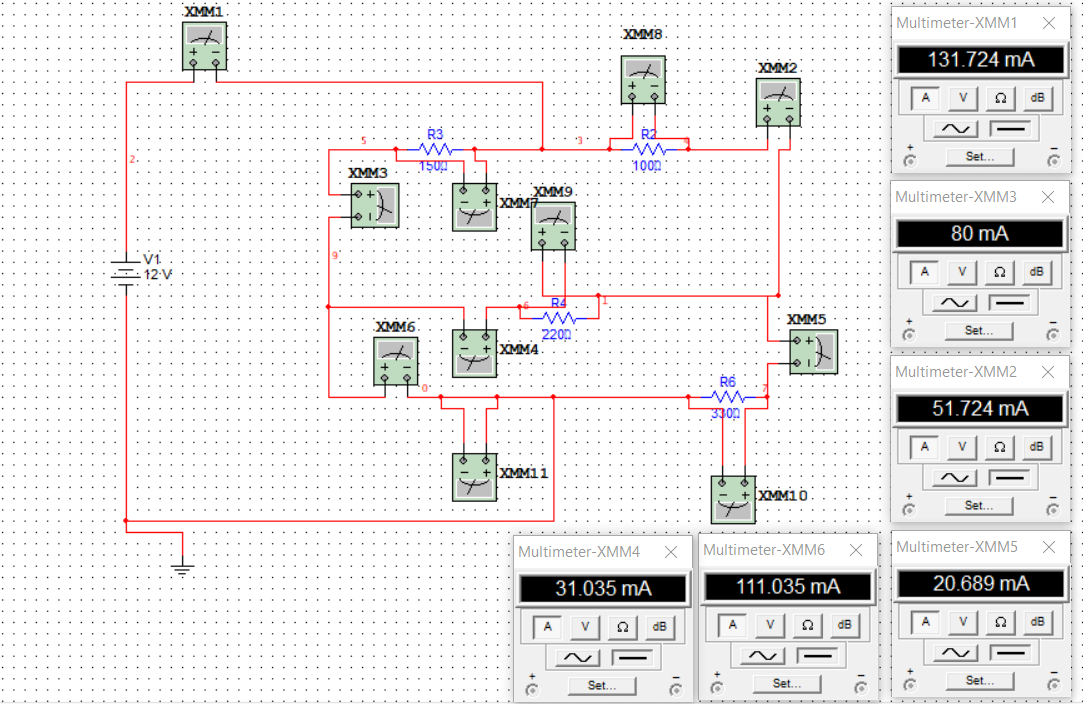 XMM1
XMM8
XMM2
2
5
R3
150Ω
3
R2
100Ω
4
XMM3
XMM7
XMM9
9
V1
12 V
6
R4
220Ω
1
XMM5
XMM6
XMM4
0
R6
330Ω
7
XMM11
XMM10
Multimeter-XMM1
131.724 mA
A V Ω dB
Set...
+ −
Multimeter-XMM3
80 mA
A V Ω dB
Set...
+ −
Multimeter-XMM2
51.724 mA
A V Ω dB
Set...
+ −
Multimeter-XMM4
31.035 mA
A V Ω dB
Set...
+ −
Multimeter-XMM6
111.035 mA
A V Ω dB
Set...
+ −
Multimeter-XMM5
20.689 mA
A V Ω dB
Set...
+ −